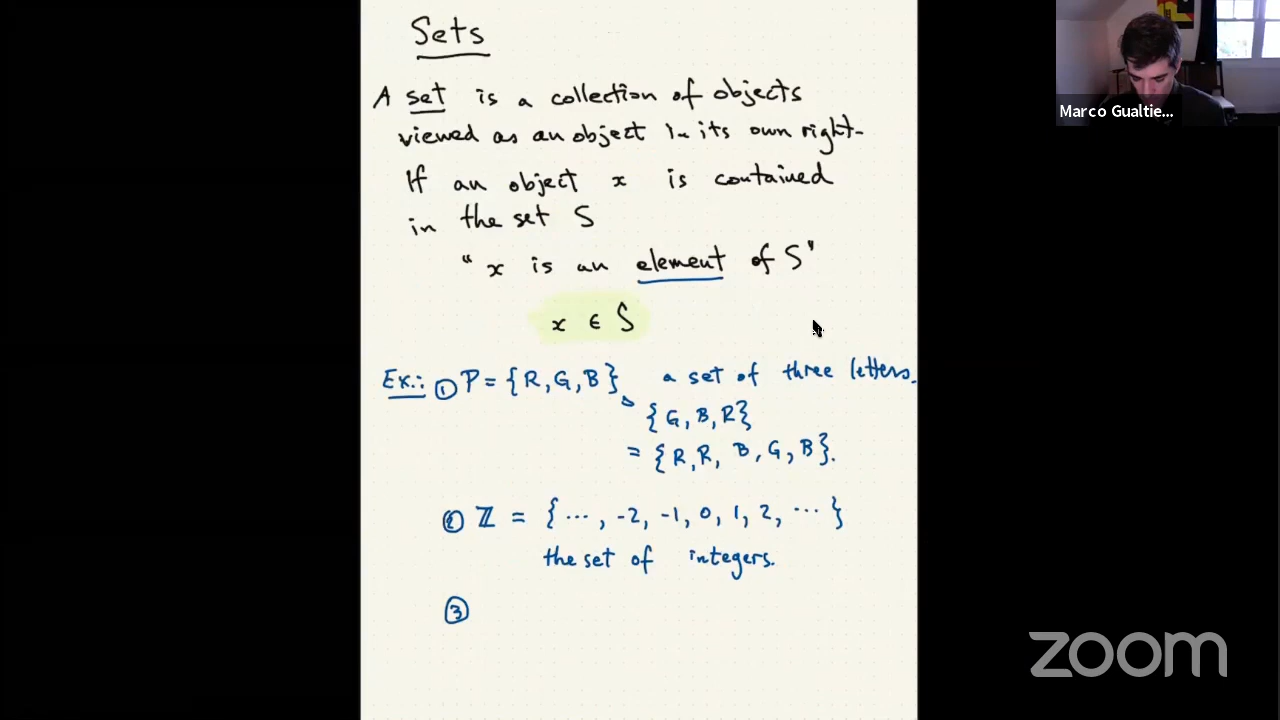 Sets
A set is a collection of objects
viewed as an object in its own right.
If an object x is contained
in the set S
"x is an element of S"
x ∈ S
Ex.: ① P = {R, G, B}, a set of three letters.
{G, B, R}
= {R, R, B, G, B}.
② ℤ = {..., -2, -1, 0, 1, 2, ...}
the set of integers.
③
Marco Gualtie...
zoom